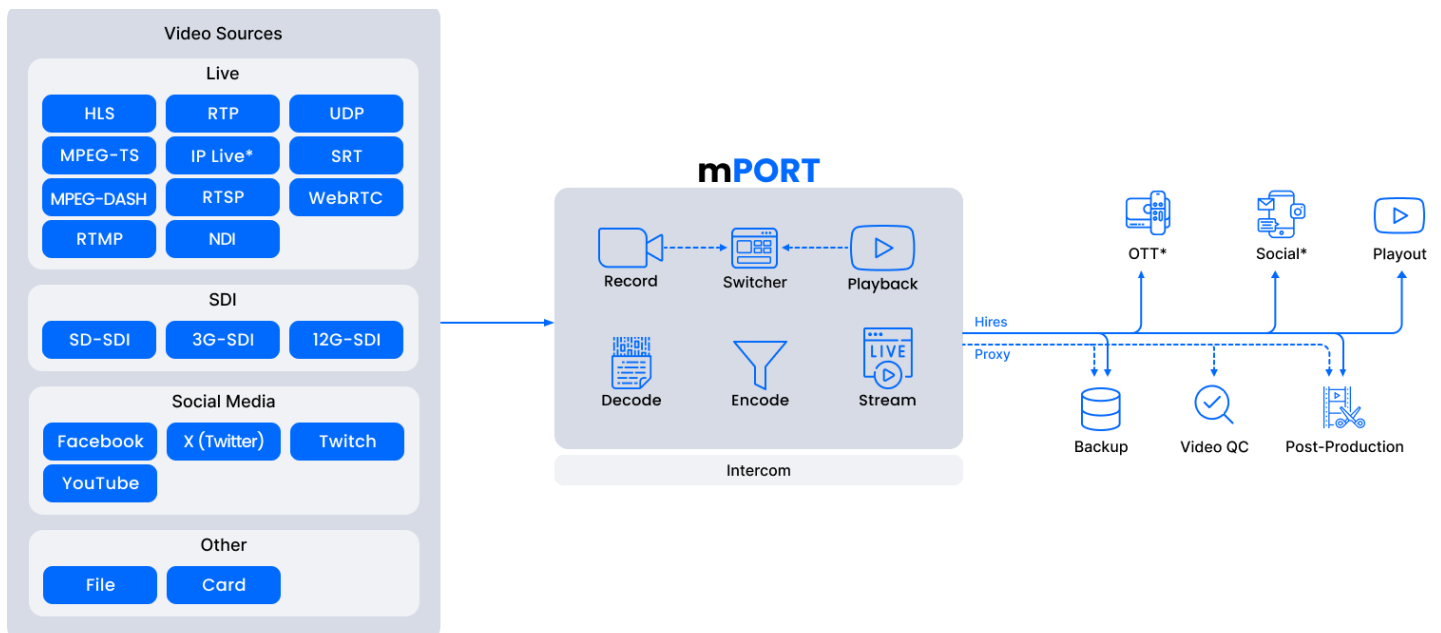 Video Sources
Live
HLS
RTP
UDP
MPEG-TS
IP Live*
SRT
MPEG-DASH
RTSP
WebRTC
RTMP
NDI
SDI
SD-SDI
3G-SDI
12G-SDI
Social Media
Facebook
X (Twitter)
Twitch
YouTube
Other
File
Card
mPORT
Record
Switcher
Playback
Decode
LIVE
Encode
Stream
Intercom
Hires
Proxy
OTT*
Social*
Playout
Backup
Video QC
Post-Production